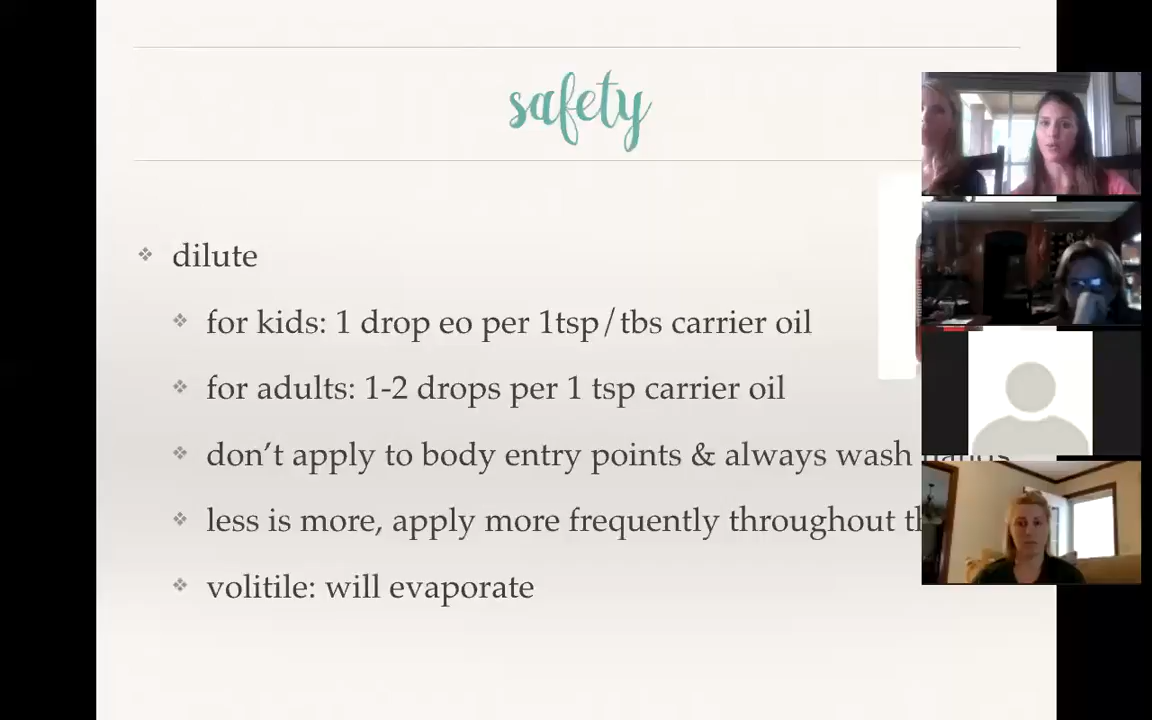 safety
dilute
for kids: 1 drop eo per 1tsp/tbs carrier oil
for adults: 1-2 drops per 1 tsp carrier oil
don't apply to body entry points & always wash hands
less is more, apply more frequently throughout
volitile: will evaporate